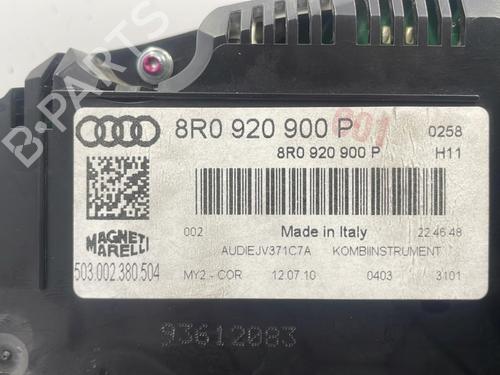 B-PARTS
8R0 920 900 P
601
0258
8R0 920 900 P
H11
002
Made in Italy
22:46:48
AUDIEJV371C7A
KOMBIINSTRUMENT
MAGNETI
MARELLI
503.002.380.504
MY2 - COR
12.07.10
0403
3101
93612083